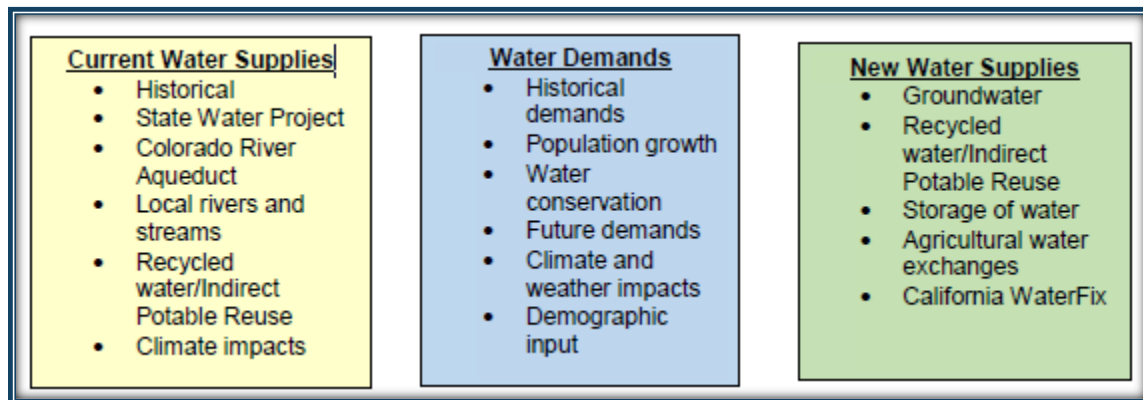 Current Water Supplies
• Historical
• State Water Project
• Colorado River
Aqueduct
• Local rivers and
streams
• Recycled
water/Indirect
Potable Reuse
• Climate impacts
Water Demands
• Historical
demands
• Population growth
• Water
conservation
• Future demands
• Climate and
weather impacts
• Demographic
input
New Water Supplies
• Groundwater
• Recycled
water/Indirect
Potable Reuse
• Storage of water
• Agricultural water
exchanges
• California WaterFix